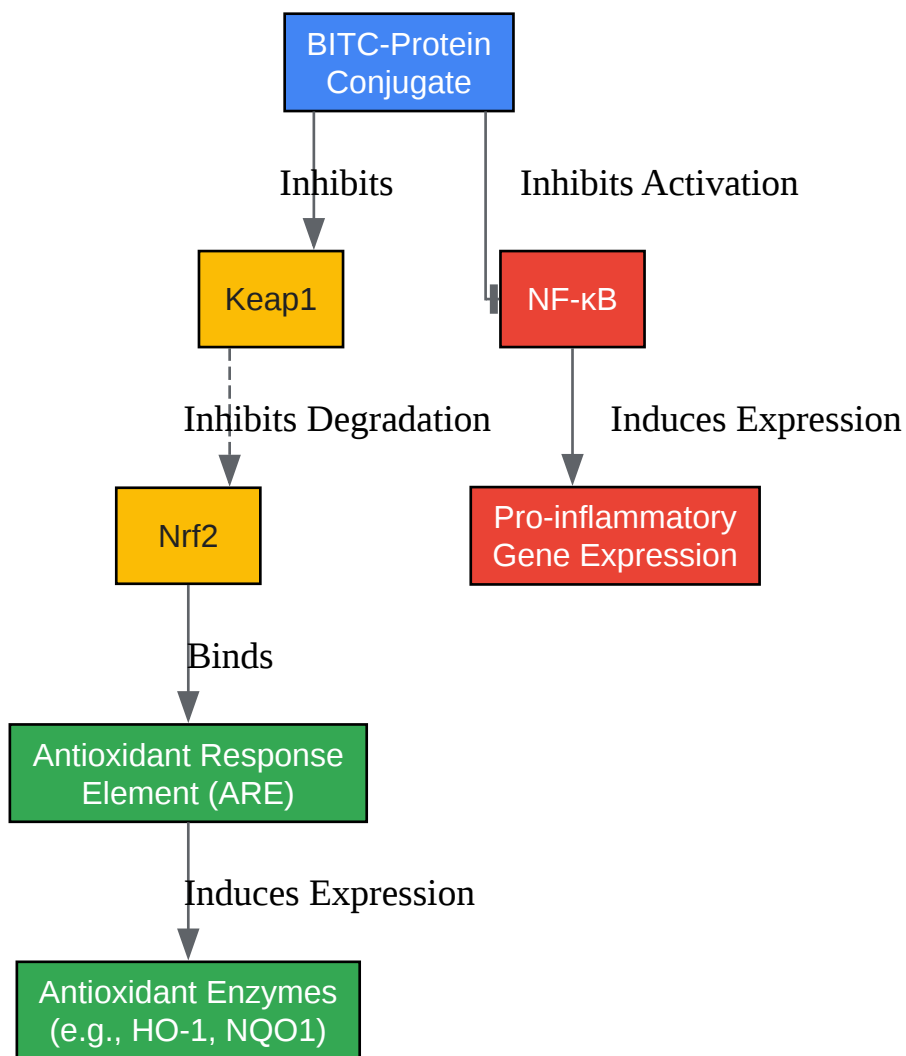 BITC-Protein
Conjugate
Inhibits
Inhibits Activation
Keap1
NF-κB
Inhibits Degradation
Induces Expression
Nrf2
Pro-inflammatory
Gene Expression
Binds
Antioxidant Response
Element (ARE)
Induces Expression
Antioxidant Enzymes
(e.g., HO-1, NQO1)